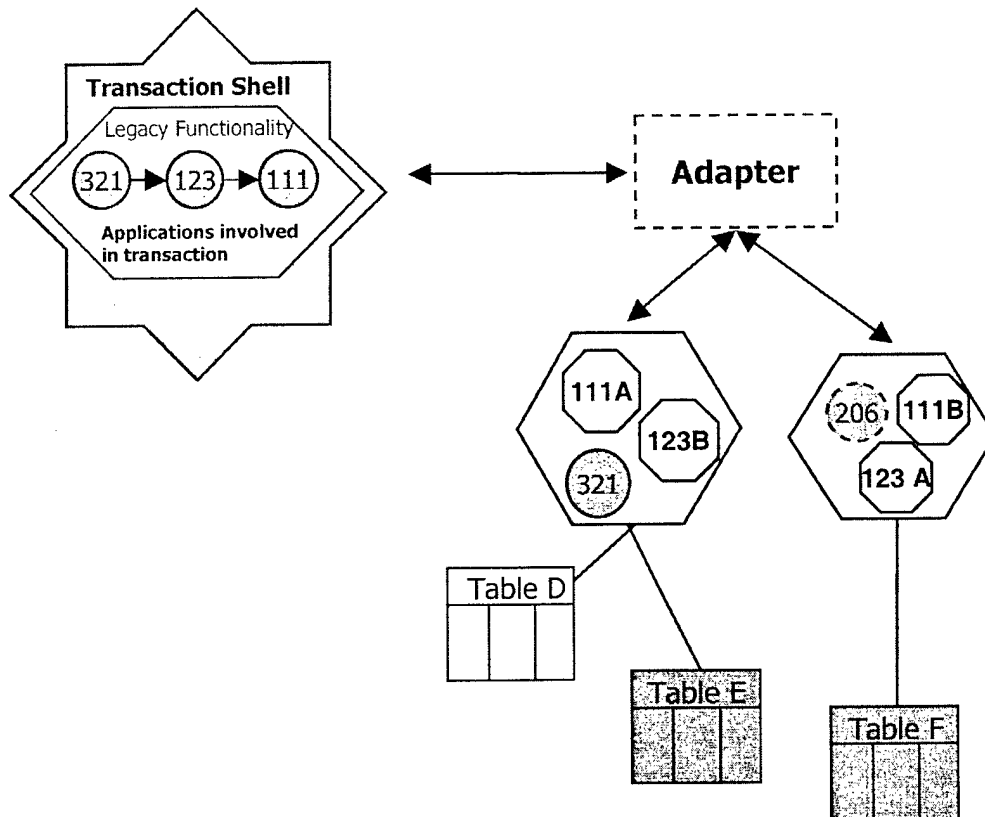 Transaction Shell
Legacy Functionality
321
123
111
Applications involved
in transaction
Adapter
111A
123B
321
206
111B
123 A
Table D
Table E
Table F